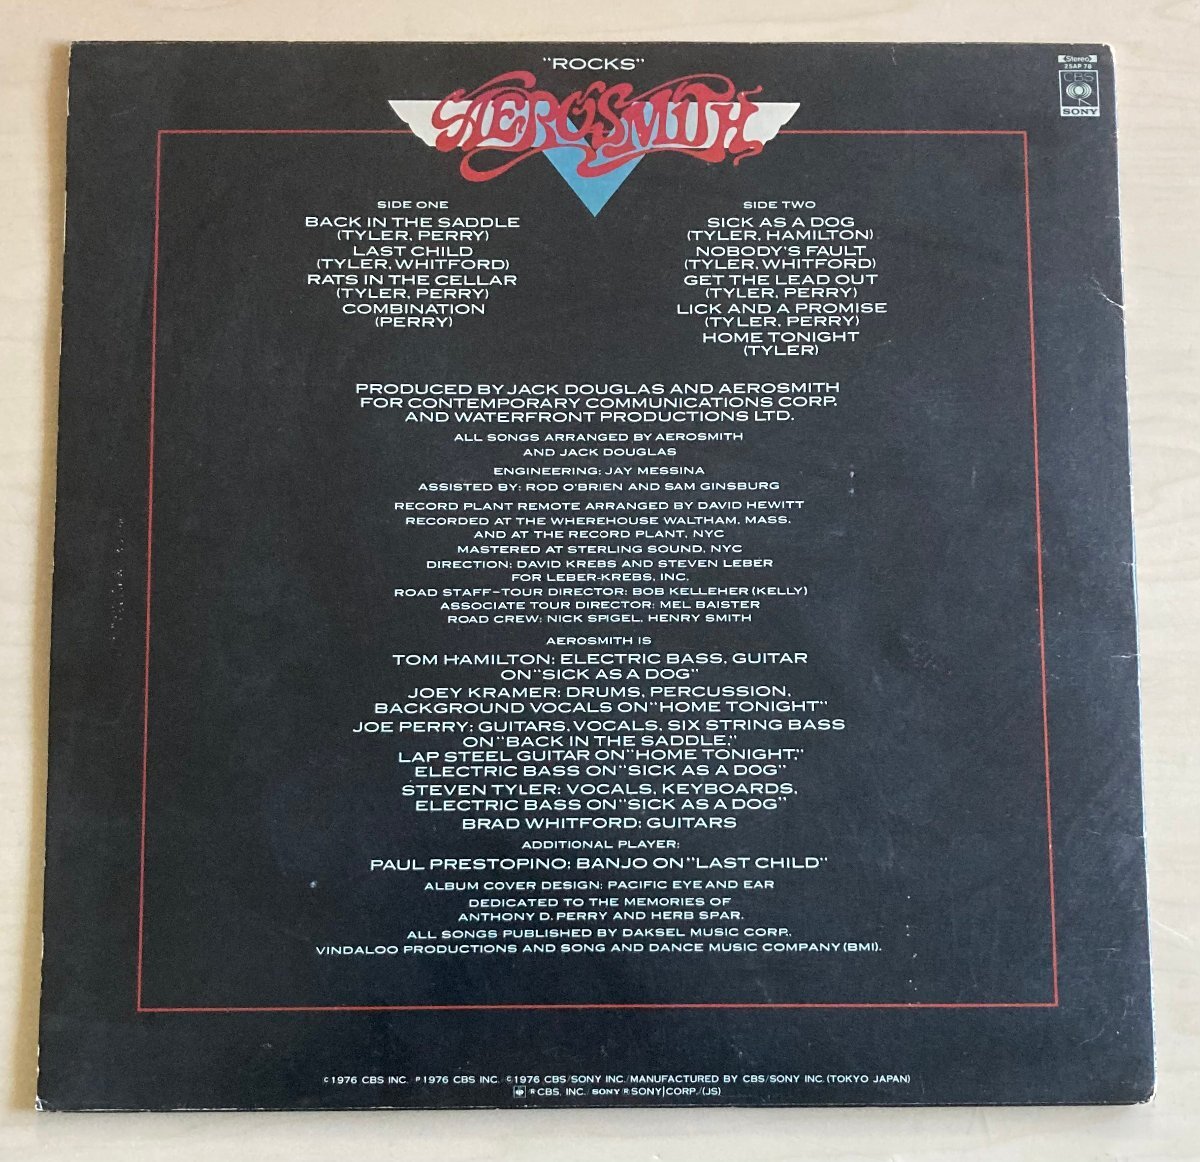 "ROCKS"
AEROSMITH
Stereo
25AP 78
CBS
SONY
SIDE ONE
BACK IN THE SADDLE
(TYLER, PERRY)
LAST CHILD
(TYLER, WHITFORD)
RATS IN THE CELLAR
(TYLER, PERRY)
COMBINATION
(PERRY)
SIDE TWO
SICK AS A DOG
(TYLER, HAMILTON)
NOBODY'S FAULT
(TYLER, WHITFORD)
GET THE LEAD OUT
(TYLER, PERRY)
LICK AND A PROMISE
(TYLER, PERRY)
HOME TONIGHT
(TYLER)
PRODUCED BY JACK DOUGLAS AND AEROSMITH
FOR CONTEMPORARY COMMUNICATIONS CORP.
AND WATERFRONT PRODUCTIONS LTD.
ALL SONGS ARRANGED BY AEROSMITH
AND JACK DOUGLAS
ENGINEERING: JAY MESSINA
ASSISTED BY: ROD O'BRIEN AND SAM GINSBURG
RECORD PLANT REMOTE ARRANGED BY DAVID HEWITT
RECORDED AT THE WHEREHOUSE WALTHAM, MASS.
AND AT THE RECORD PLANT, NYC
MASTERED AT STERLING SOUND, NYC
DIRECTION: DAVID KREBS AND STEVEN LEBER
FOR LEBER-KREBS, INC.
ROAD STAFF-TOUR DIRECTOR: BOB KELLEHER (KELLY)
ASSOCIATE TOUR DIRECTOR: MEL BAISTER
ROAD CREW: NICK SPIGEL, HENRY SMITH
AEROSMITH IS
TOM HAMILTON: ELECTRIC BASS, GUITAR
ON "SICK AS A DOG"
JOEY KRAMER: DRUMS, PERCUSSION,
BACKGROUND VOCALS ON "HOME TONIGHT"
JOE PERRY: GUITARS, VOCALS, SIX STRING BASS
ON "BACK IN THE SADDLE,"
LAP STEEL GUITAR ON "HOME TONIGHT,"
ELECTRIC BASS ON "SICK AS A DOG"
STEVEN TYLER: VOCALS, KEYBOARDS,
ELECTRIC BASS ON "SICK AS A DOG"
BRAD WHITFORD: GUITARS
ADDITIONAL PLAYER:
PAUL PRESTOPINO: BANJO ON "LAST CHILD"
ALBUM COVER DESIGN: PACIFIC EYE AND EAR
DEDICATED TO THE MEMORIES OF
ANTHONY D. PERRY AND HERB SPAR.
ALL SONGS PUBLISHED BY DAKSEL MUSIC CORP.,
VINDALOO PRODUCTIONS AND SONG AND DANCE MUSIC COMPANY (BMI).
© 1976 CBS INC. ℗ 1976 CBS INC. / © 1976 CBS/SONY INC./MANUFACTURED BY CBS/SONY INC. (TOKYO JAPAN)
® CBS, INC. SONY ® SONY CORP./(JS)